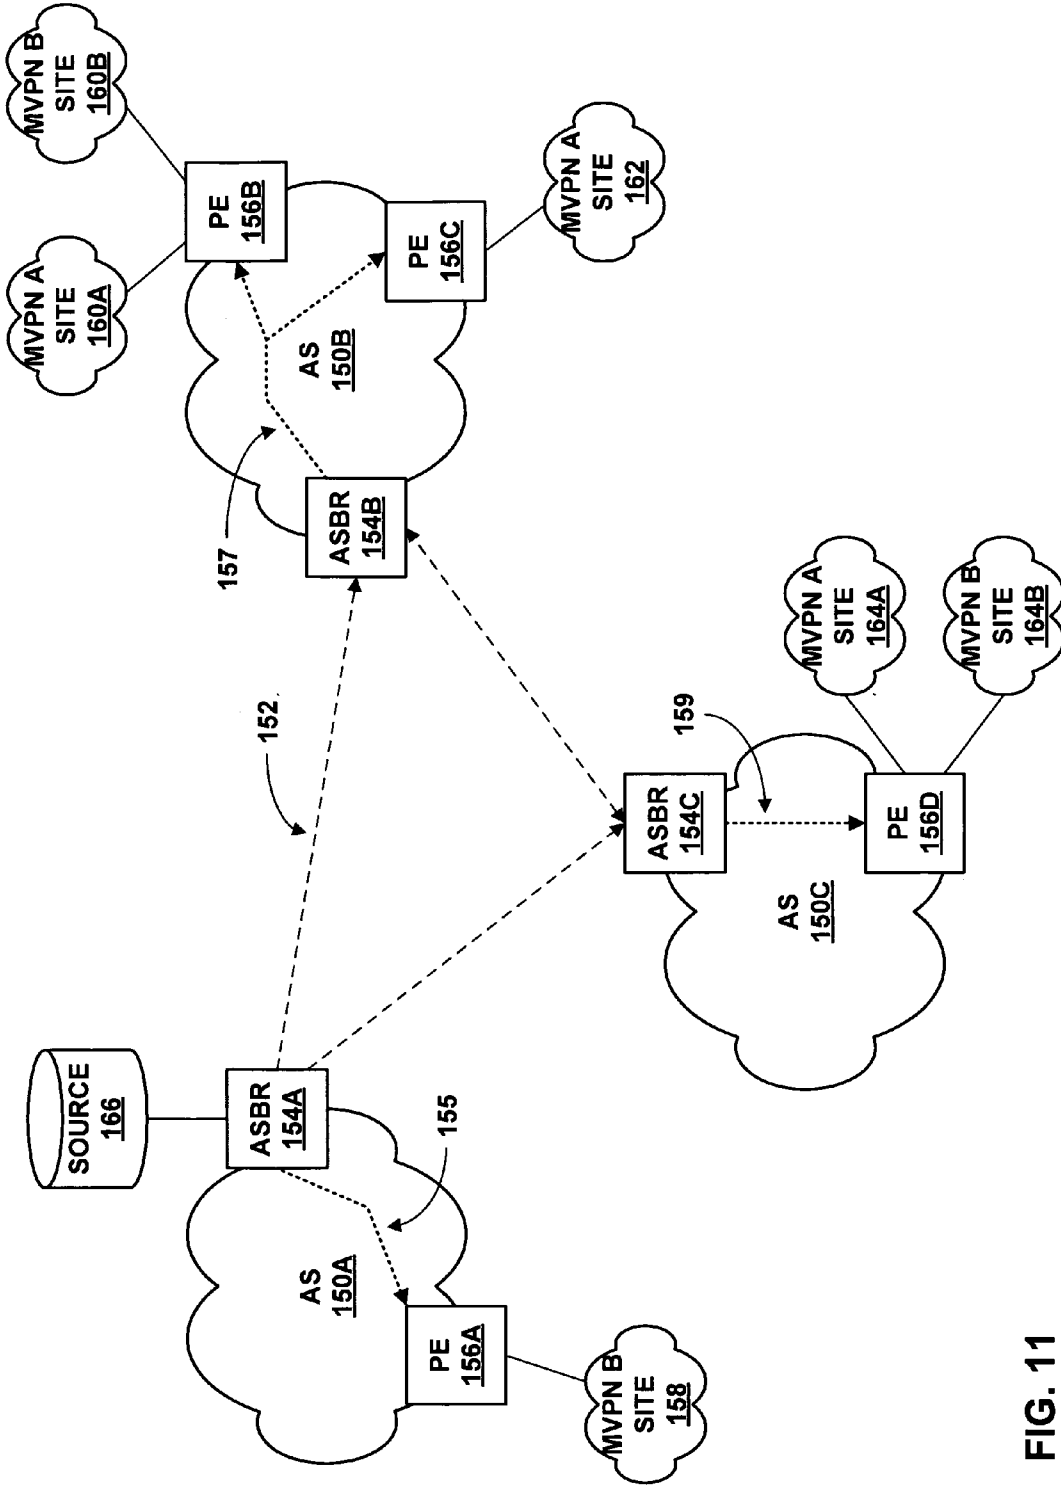 SOURCE
166
ASBR
154A
AS
150A
155
PE
156A
MVPN B
SITE
158
152
157
ASBR
154B
AS
150B
MVPN A
SITE
160A
MVPN B
SITE
160B
PE
156B
PE
156C
MVPN A
SITE
162
ASBR
154C
159
AS
150C
PE
156D
MVPN A
SITE
164A
MVPN B
SITE
164B
FIG. 11